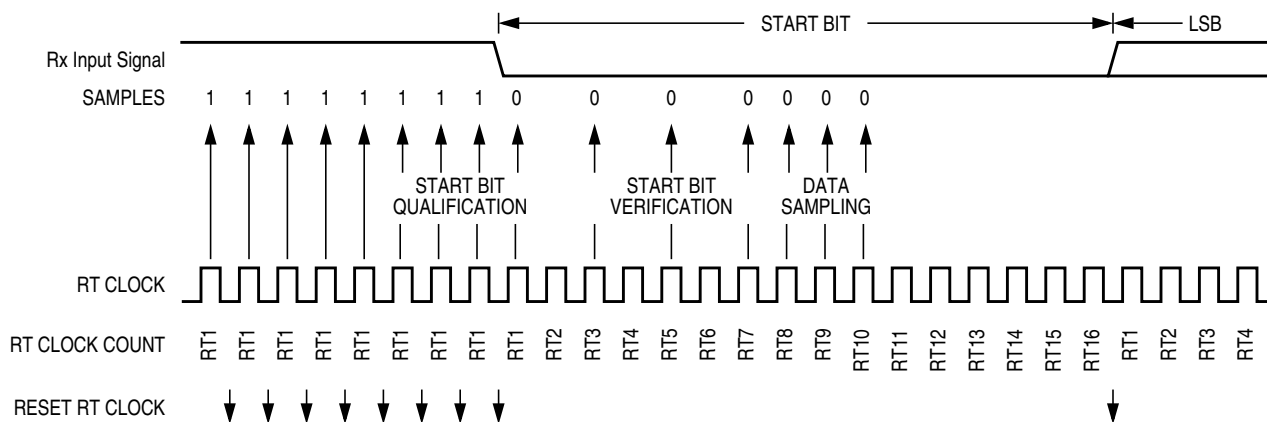 START BIT LSB
Rx Input Signal
SAMPLES 1 1 1 1 1 1 1 1 0 0 0 0 0 0 0
START BIT QUALIFICATION
START BIT VERIFICATION
DATA SAMPLING
RT CLOCK
RT CLOCK COUNT RT1 RT1 RT1 RT1 RT1 RT1 RT1 RT1 RT1 RT2 RT3 RT4 RT5 RT6 RT7 RT8 RT9 RT10 RT11 RT12 RT13 RT14 RT15 RT16 RT1 RT2 RT3 RT4
RESET RT CLOCK